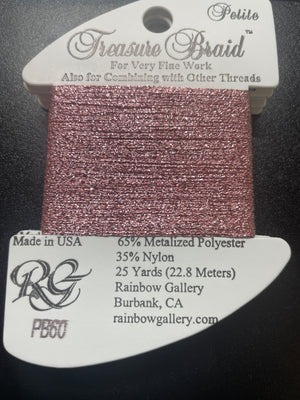 Petite
Treasure Braid™
For Very Fine Work
Also for Combining with Other Threads
Made in USA
65% Metalized Polyester
35% Nylon
25 Yards (22.8 Meters)
Rainbow Gallery
Burbank, CA
rainbowgallery.com
RG
PB60